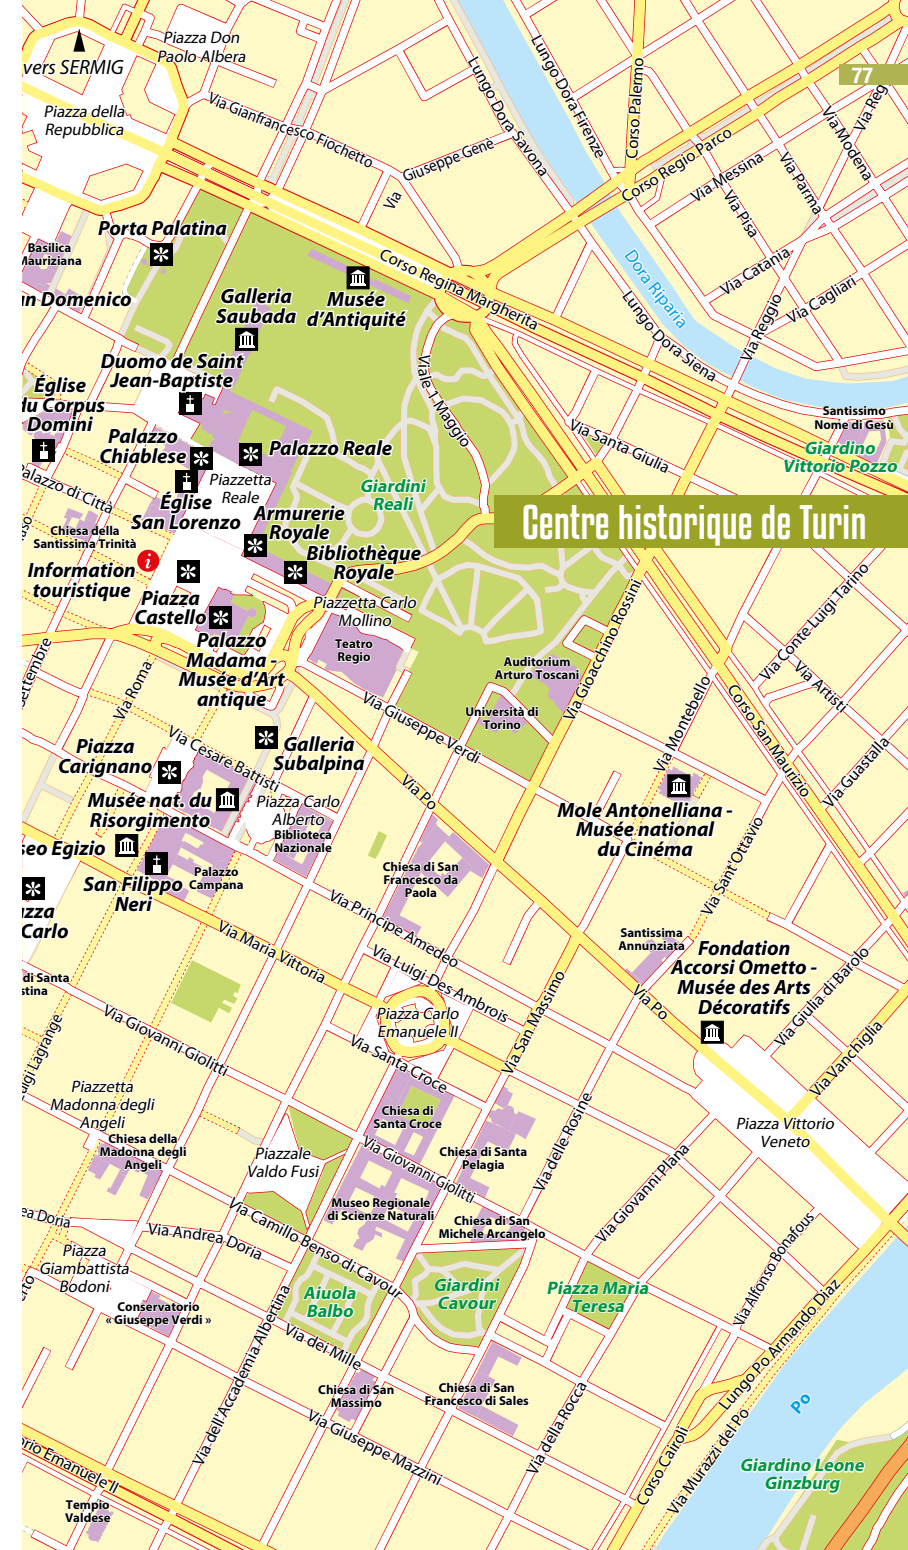 Piazza Don
Paolo Albera
vers SERMIG
77
Piazza della
Repubblica
Via Gianfrancesco Fiochetto
Via Giuseppe Genè
Lungo Dora Savona
Lungo Dora Firenze
Corso Palermo
Corso Regio Parco
Via Messina
Via Modena
Via Reg
Via Parma
Via Pisa
Via Catania
Via Cagliari
Via Reggio
Dora Riparia
Lungo Dora Siena
Corso Regina Margherita
Porta Palatina
Basilica
Mauriziana
n Domenico
Galleria
Saubada
Musée
d'Antiquité
Duomo de Saint
Jean-Baptiste
Viale 1 Maggio
Église
du Corpus
Domini
Palazzo
Chiablese
Palazzo Reale
Piazzetta
Reale
Giardini
Reali
Via Santa Giulia
Santissimo
Nome di Gesù
Giardino
Vittorio Pozzo
Palazzo di Città
Église
San Lorenzo
Armurerie
Royale
Centre historique de Turin
Chiesa della
Santissima Trinità
Bibliothèque
Royale
Information
touristique
i
Piazza
Castello
Piazzetta Carlo
Mollino
Palazzo
Madama -
Musée d'Art
antique
Teatro
Regio
Auditorium
Arturo Toscani
Via Gioacchino Rossini
Via Conte Luigi Tarino
Via Artisti
settembre
Via Roma
Università di
Torino
Via Giuseppe Verdi
Via Montebello
Corso San Maurizio
Via Guastalla
Via Cesare Battisti
Piazza
Carignano
Galleria
Subalpina
Via Po
Musée nat. du
Risorgimento
Piazza Carlo
Alberto
Biblioteca
Nazionale
Mole Antonelliana -
Musée national
du Cinéma
seo Egizio
San Filippo
Neri
Palazzo
Campana
Chiesa di San
Francesco da
Paola
Via Sant'Ottavio
zza
Carlo
Via Principe Amedeo
Via Maria Vittoria
Via Luigi Des Ambrois
Santissima
Annunziata
Fondation
Accorsi Ometto -
Musée des Arts
Décoratifs
di Santa
stina
Via Po
Via Giulia di Barolo
Via Vanchiglia
Via Giovanni Giolitti
Piazza Carlo
Emanuele II
Via San Massimo
Via Santa Croce
uigi Lagrange
Piazzetta
Madonna degli
Angeli
Chiesa della
Madonna degli
Angeli
Chiesa di
Santa Croce
Via delle Rosine
Piazza Vittorio
Veneto
Piazzale
Valdo Fusi
Via Giovanni Giolitti
Chiesa di Santa
Pelagia
Via Giovanni Plana
Museo Regionale
di Scienze Naturali
Chiesa di San
Michele Arcangelo
ea Doria
Via Andrea Doria
Via Camillo Benso di Cavour
Via Alfonso Bonafous
Piazza
Giambattista
Bodoni
Aiuola
Balbo
Giardini
Cavour
Piazza Maria
Teresa
Conservatorio
« Giuseppe Verdi »
Via dell'Accademia Albertina
Via dei Mille
Lungo Po Armando Diaz
Chiesa di San
Massimo
Chiesa di San
Francesco di Sales
Po
Via Giuseppe Mazzini
Via della Rocca
Corso Cairoli
Via Murazzi del Po
orio Emanuele II
Giardino Leone
Ginzburg
Tempio
Valdese